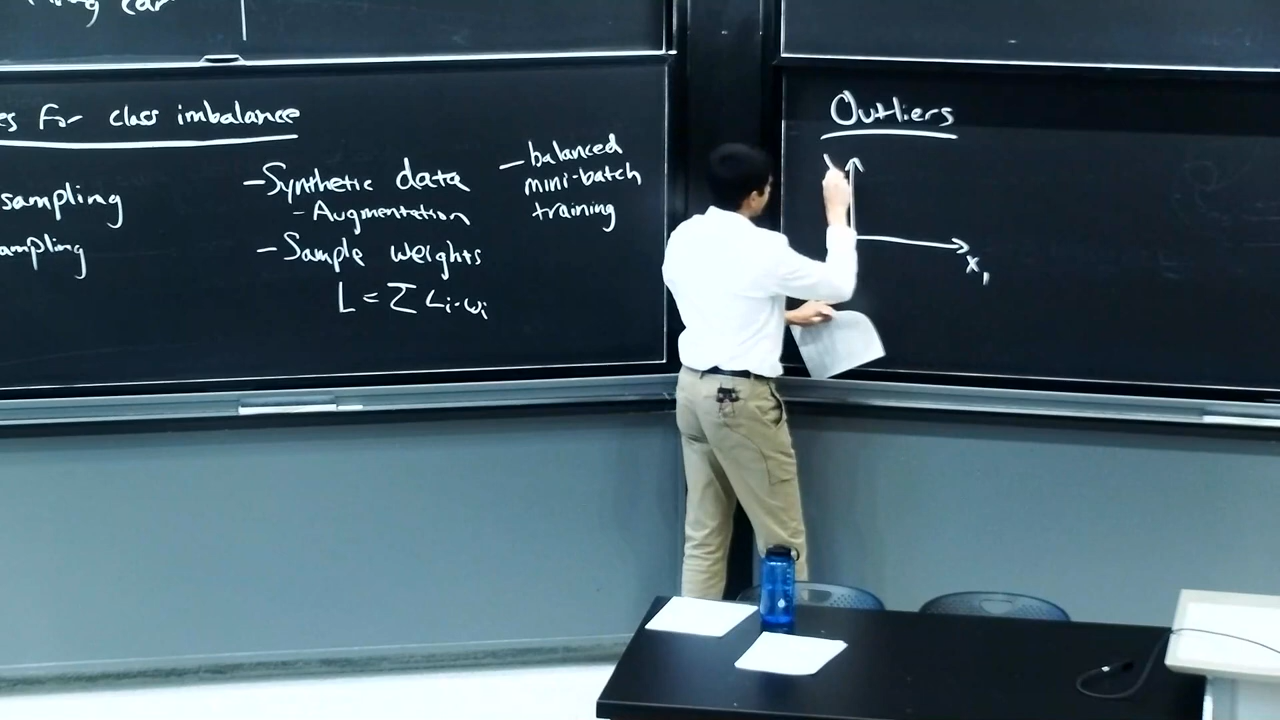 car
es for class imbalance
sampling
ampling
- Synthetic data
- Augmentation
- Sample weights
L = Σ Li·wi
- balanced
mini-batch
training
Outliers
x1